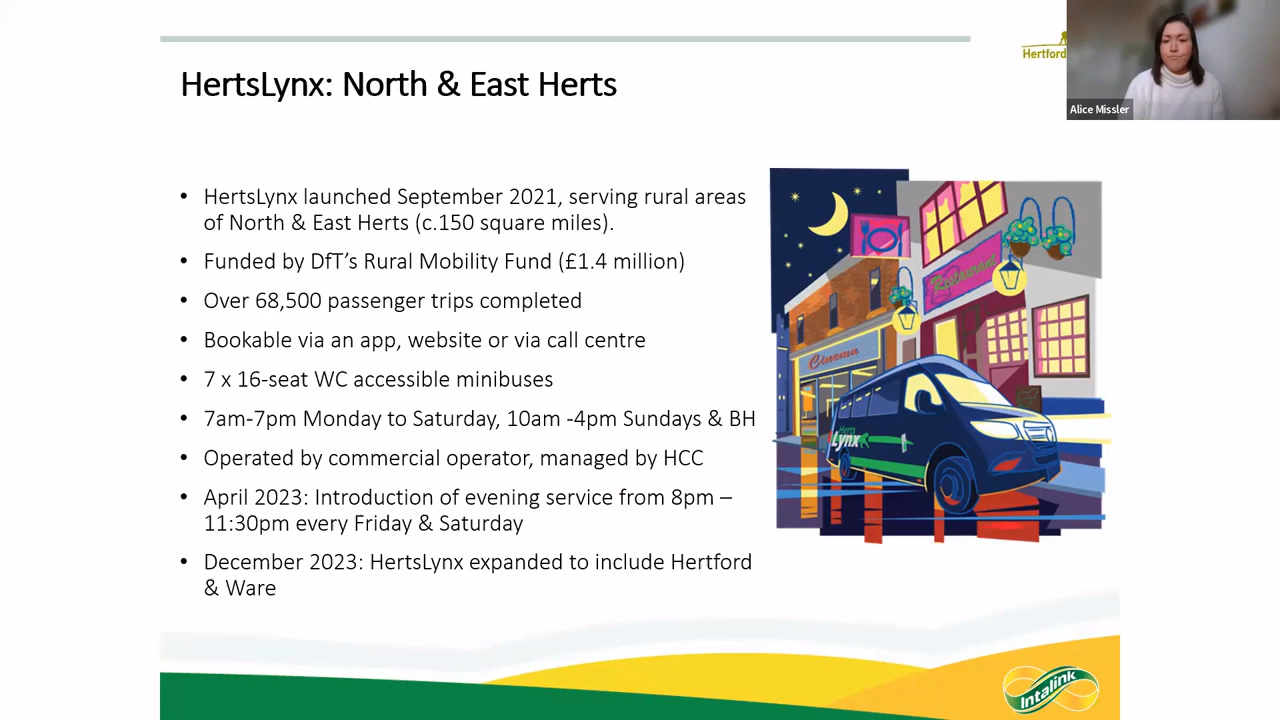 HertsLynx: North & East Herts
Hertford
Alice Missler
• HertsLynx launched September 2021, serving rural areas
of North & East Herts (c.150 square miles).
• Funded by DfT’s Rural Mobility Fund (£1.4 million)
• Over 68,500 passenger trips completed
• Bookable via an app, website or via call centre
• 7 x 16-seat WC accessible minibuses
• 7am-7pm Monday to Saturday, 10am -4pm Sundays & BH
• Operated by commercial operator, managed by HCC
• April 2023: Introduction of evening service from 8pm –
11:30pm every Friday & Saturday
• December 2023: HertsLynx expanded to include Hertford
& Ware
Restaurant
Cinema
Herts
Lynx
Intalink